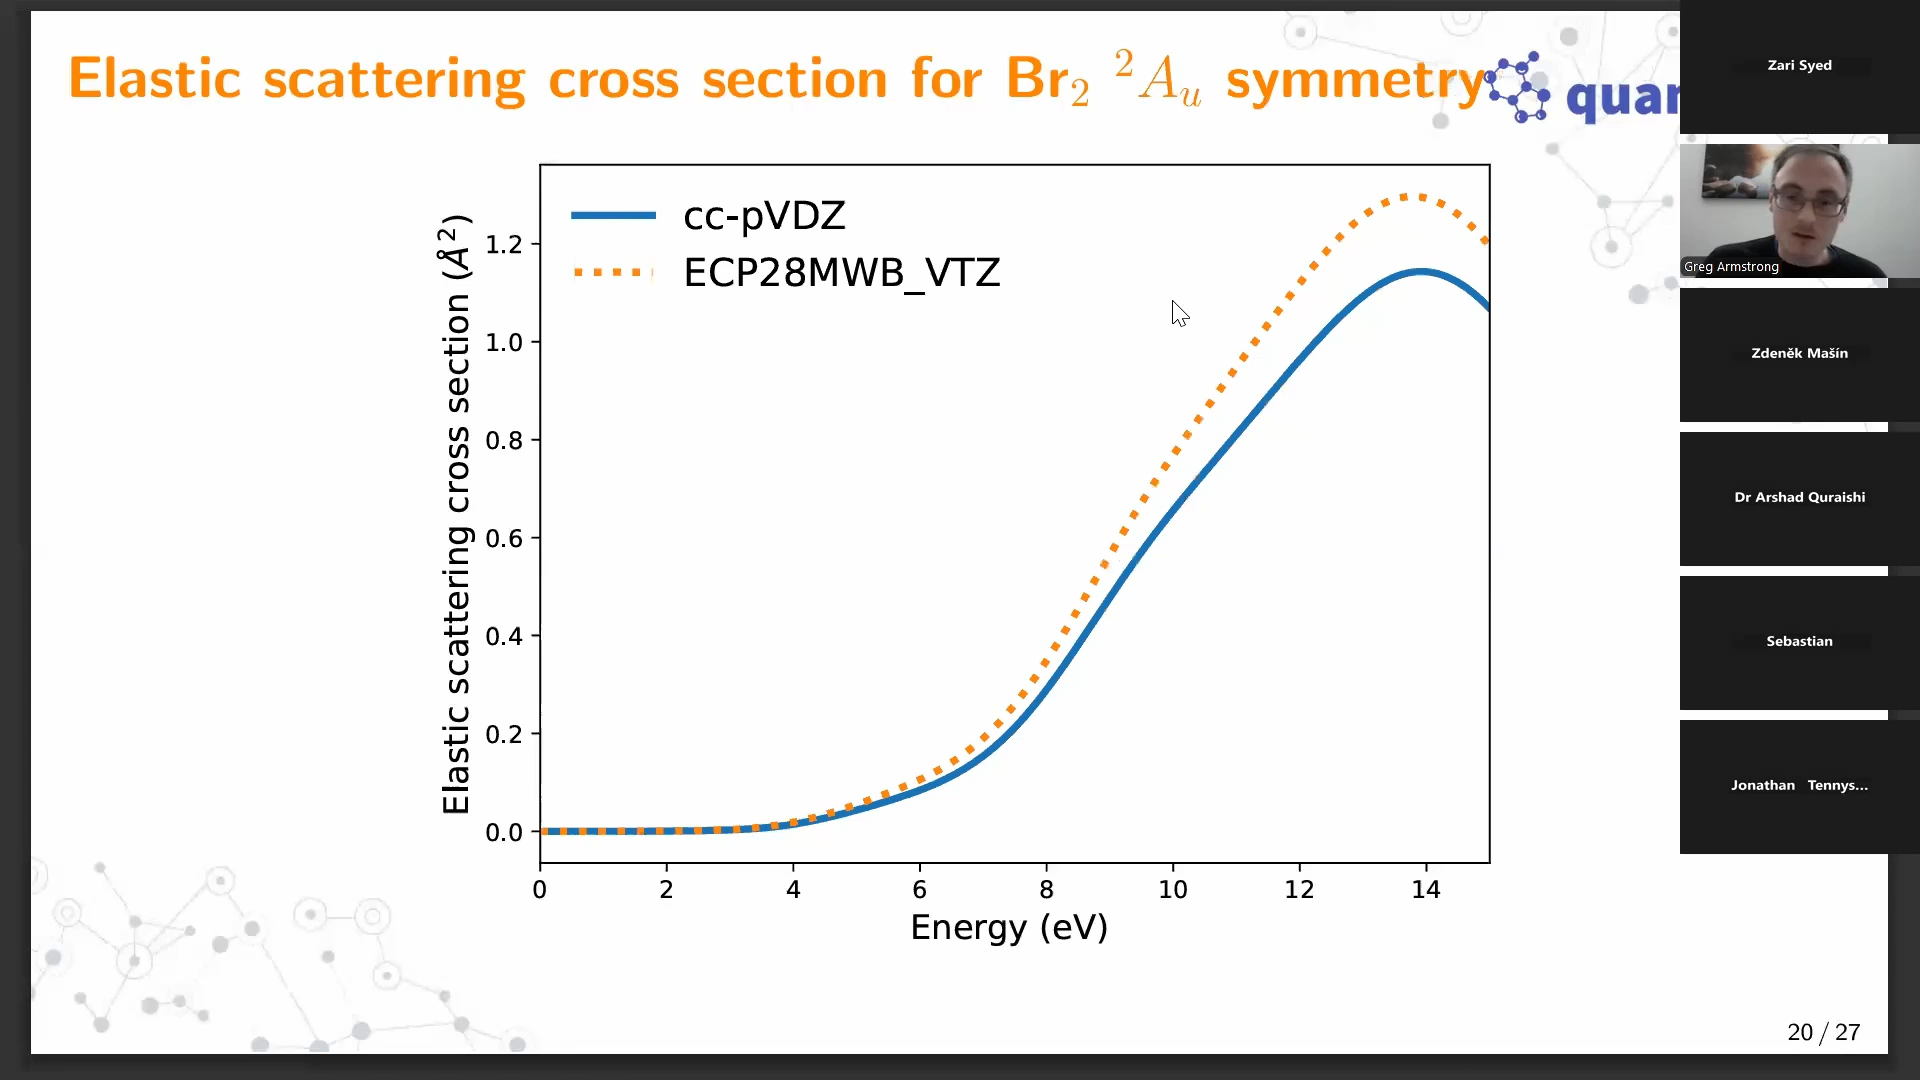 Elastic scattering cross section for Br₂ ²Aᵤ symmetry
quan
cc-pVDZ
ECP28MWB_VTZ
Elastic scattering cross section (Å²)
1.2
1.0
0.8
0.6
0.4
0.2
0.0
0 2 4 6 8 10 12 14
Energy (eV)
20 / 27
Zari Syed
Greg Armstrong
Zdeněk Mašín
Dr Arshad Quraishi
Sebastian
Jonathan Tennys...